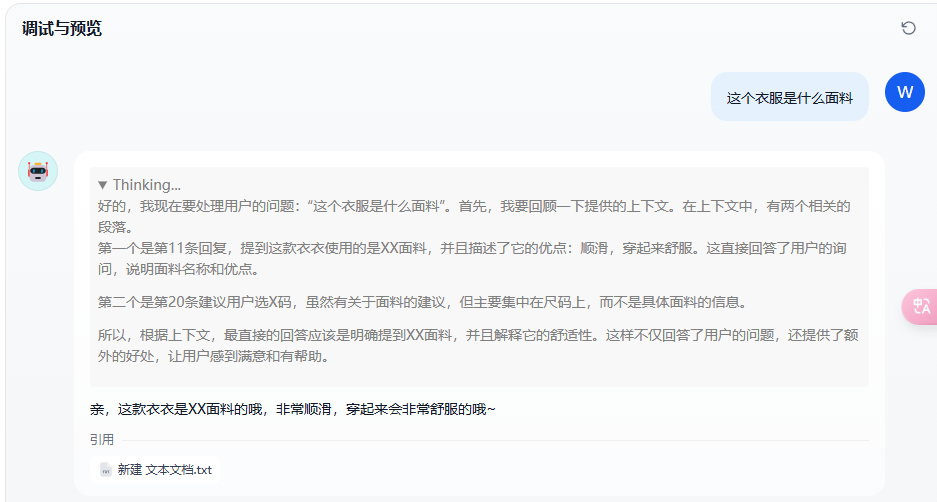 调试与预览
这个衣服是什么面料
W
▼ Thinking...
好的，我现在要处理用户的问题：“这个衣服是什么面料”。首先，我要回顾一下提供的上下文。在上下文中，有两个相关的
段落。
第一个是第11条回复，提到这款衣衣使用的是XX面料，并且描述了它的优点：顺滑，穿起来舒服。这直接回答了用户的询
问，说明面料名称和优点。
第二个是第20条建议用户选X码，虽然有关于面料的建议，但主要集中在尺码上，而不是具体面料的信息。
所以，根据上下文，最直接的回答应该是明确提到XX面料，并且解释它的舒适性。这样不仅回答了用户的问题，还提供了额
外的好处，让用户感到满意和有帮助。
亲，这款衣衣是XX面料的哦，非常顺滑，穿起来会非常舒服的哦~
引用
新建 文本文档.txt
中A